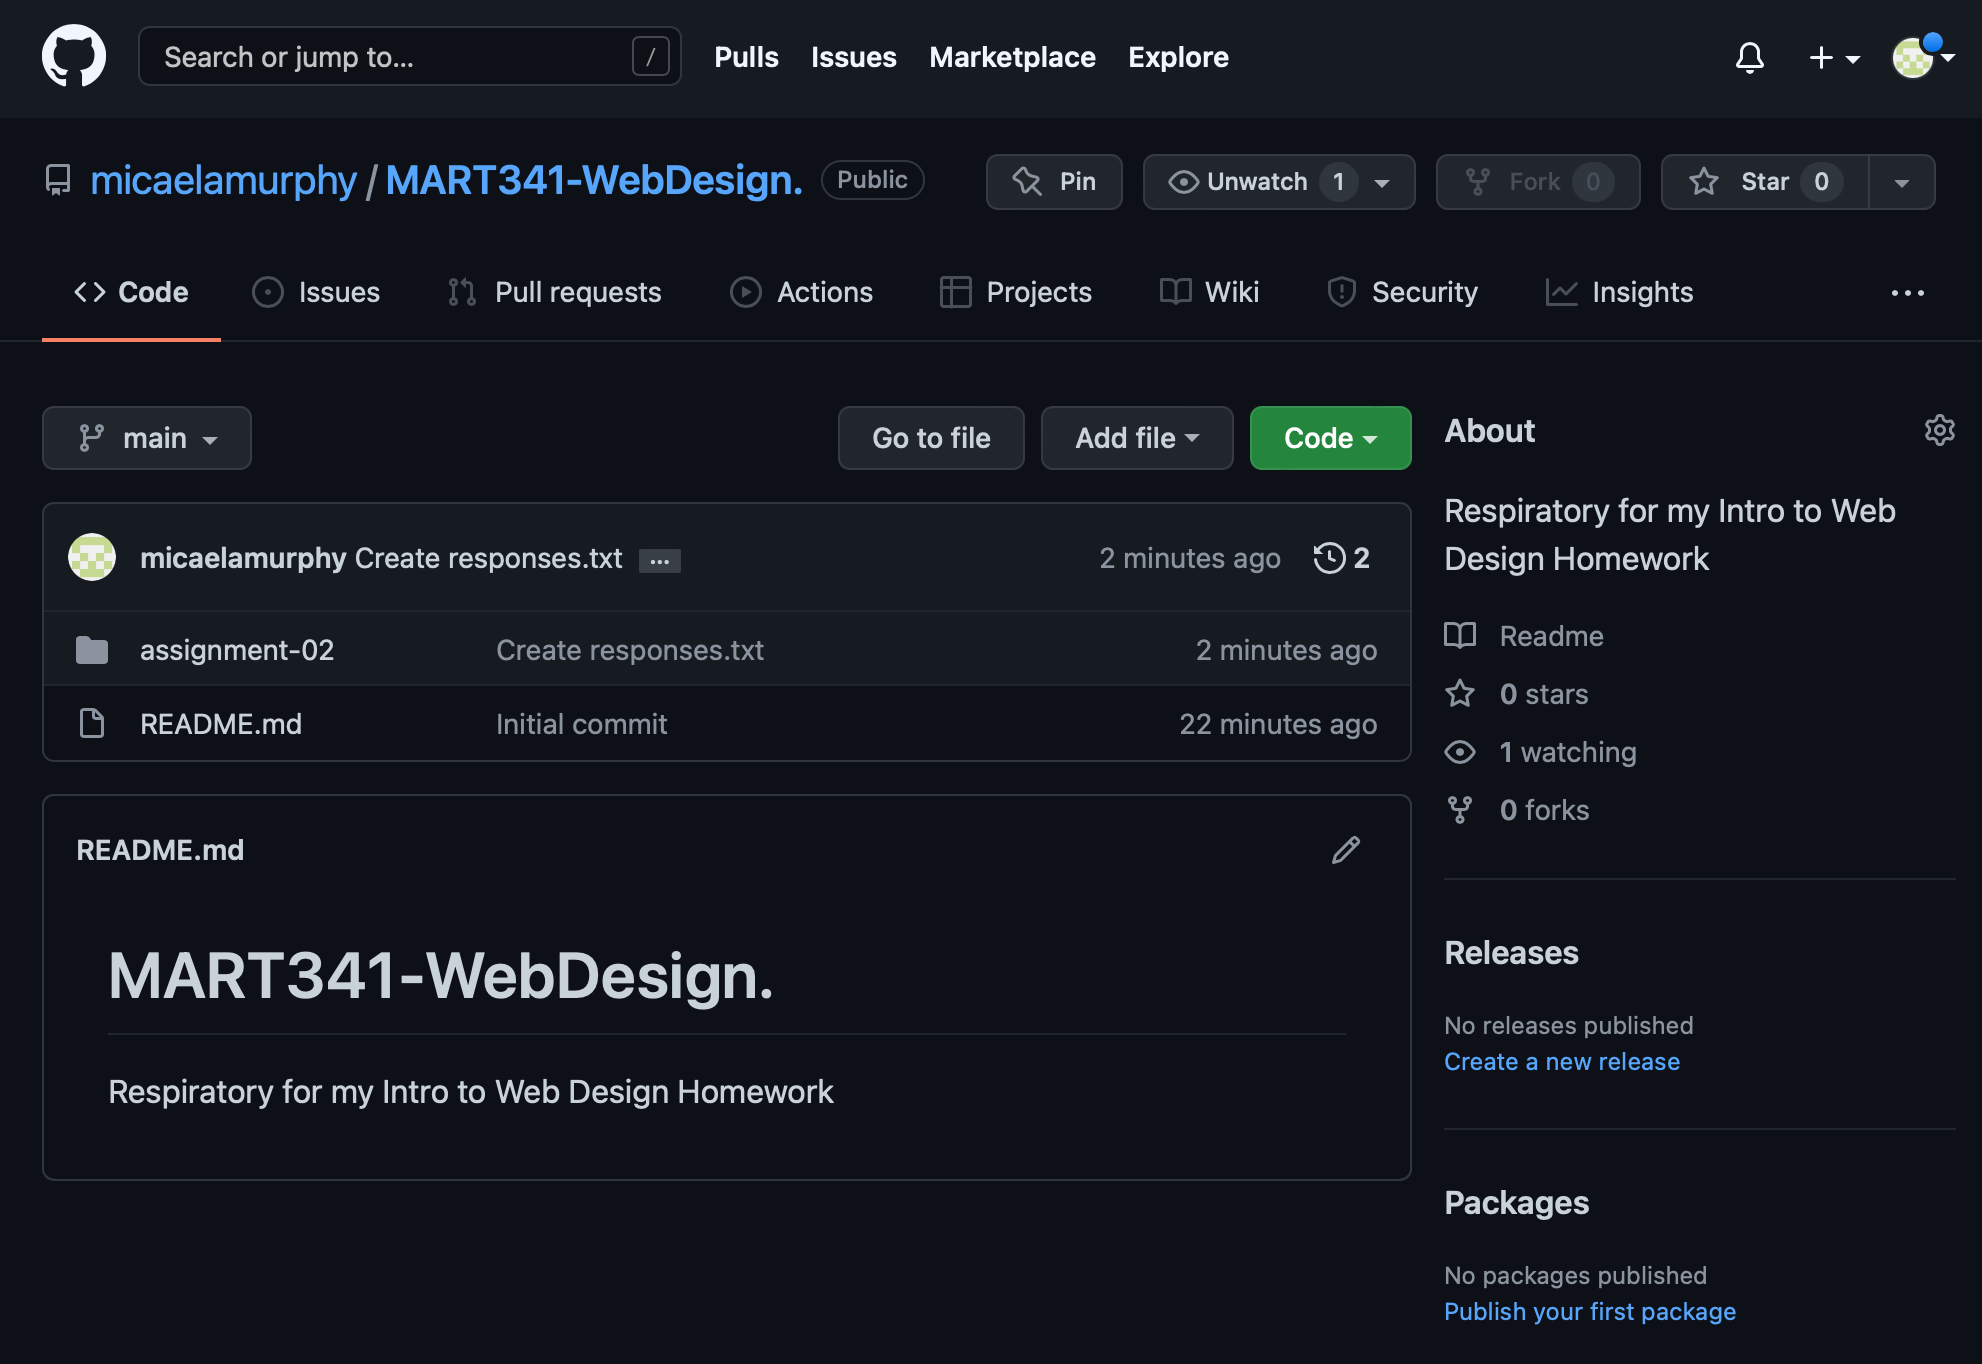 Search or jump to... /
Pulls Issues Marketplace Explore
micaelamurphy / MART341-WebDesign. Public
Pin Unwatch 1 Fork 0 Star 0
Code Issues Pull requests Actions Projects Wiki Security Insights ...
main Go to file Add file Code
micaelamurphy Create responses.txt ... 2 minutes ago 2
assignment-02 Create responses.txt 2 minutes ago
README.md Initial commit 22 minutes ago
README.md
MART341-WebDesign.
Respiratory for my Intro to Web Design Homework
About
Respiratory for my Intro to Web
Design Homework
Readme
0 stars
1 watching
0 forks
Releases
No releases published
Create a new release
Packages
No packages published
Publish your first package